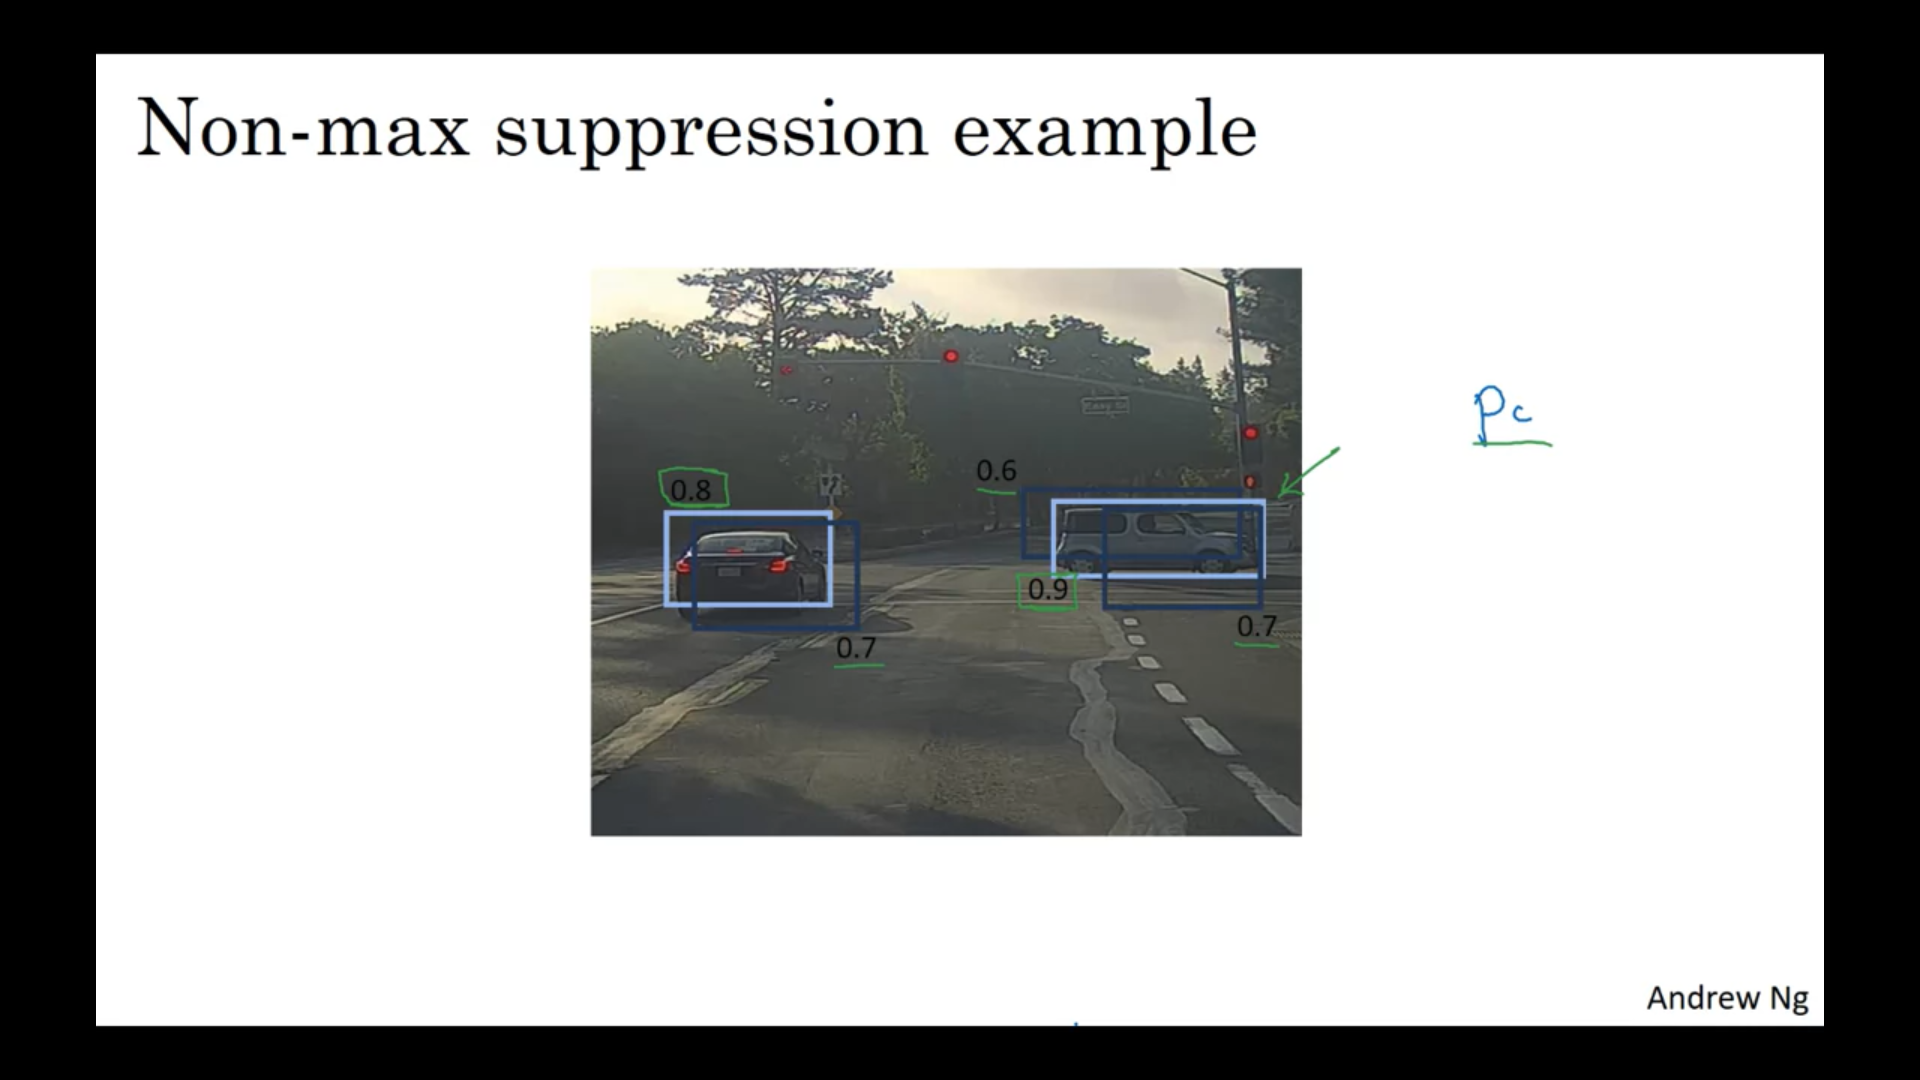 Non-max suppression example
Pc
0.6
0.8
0.9
0.7
0.7
Andrew Ng